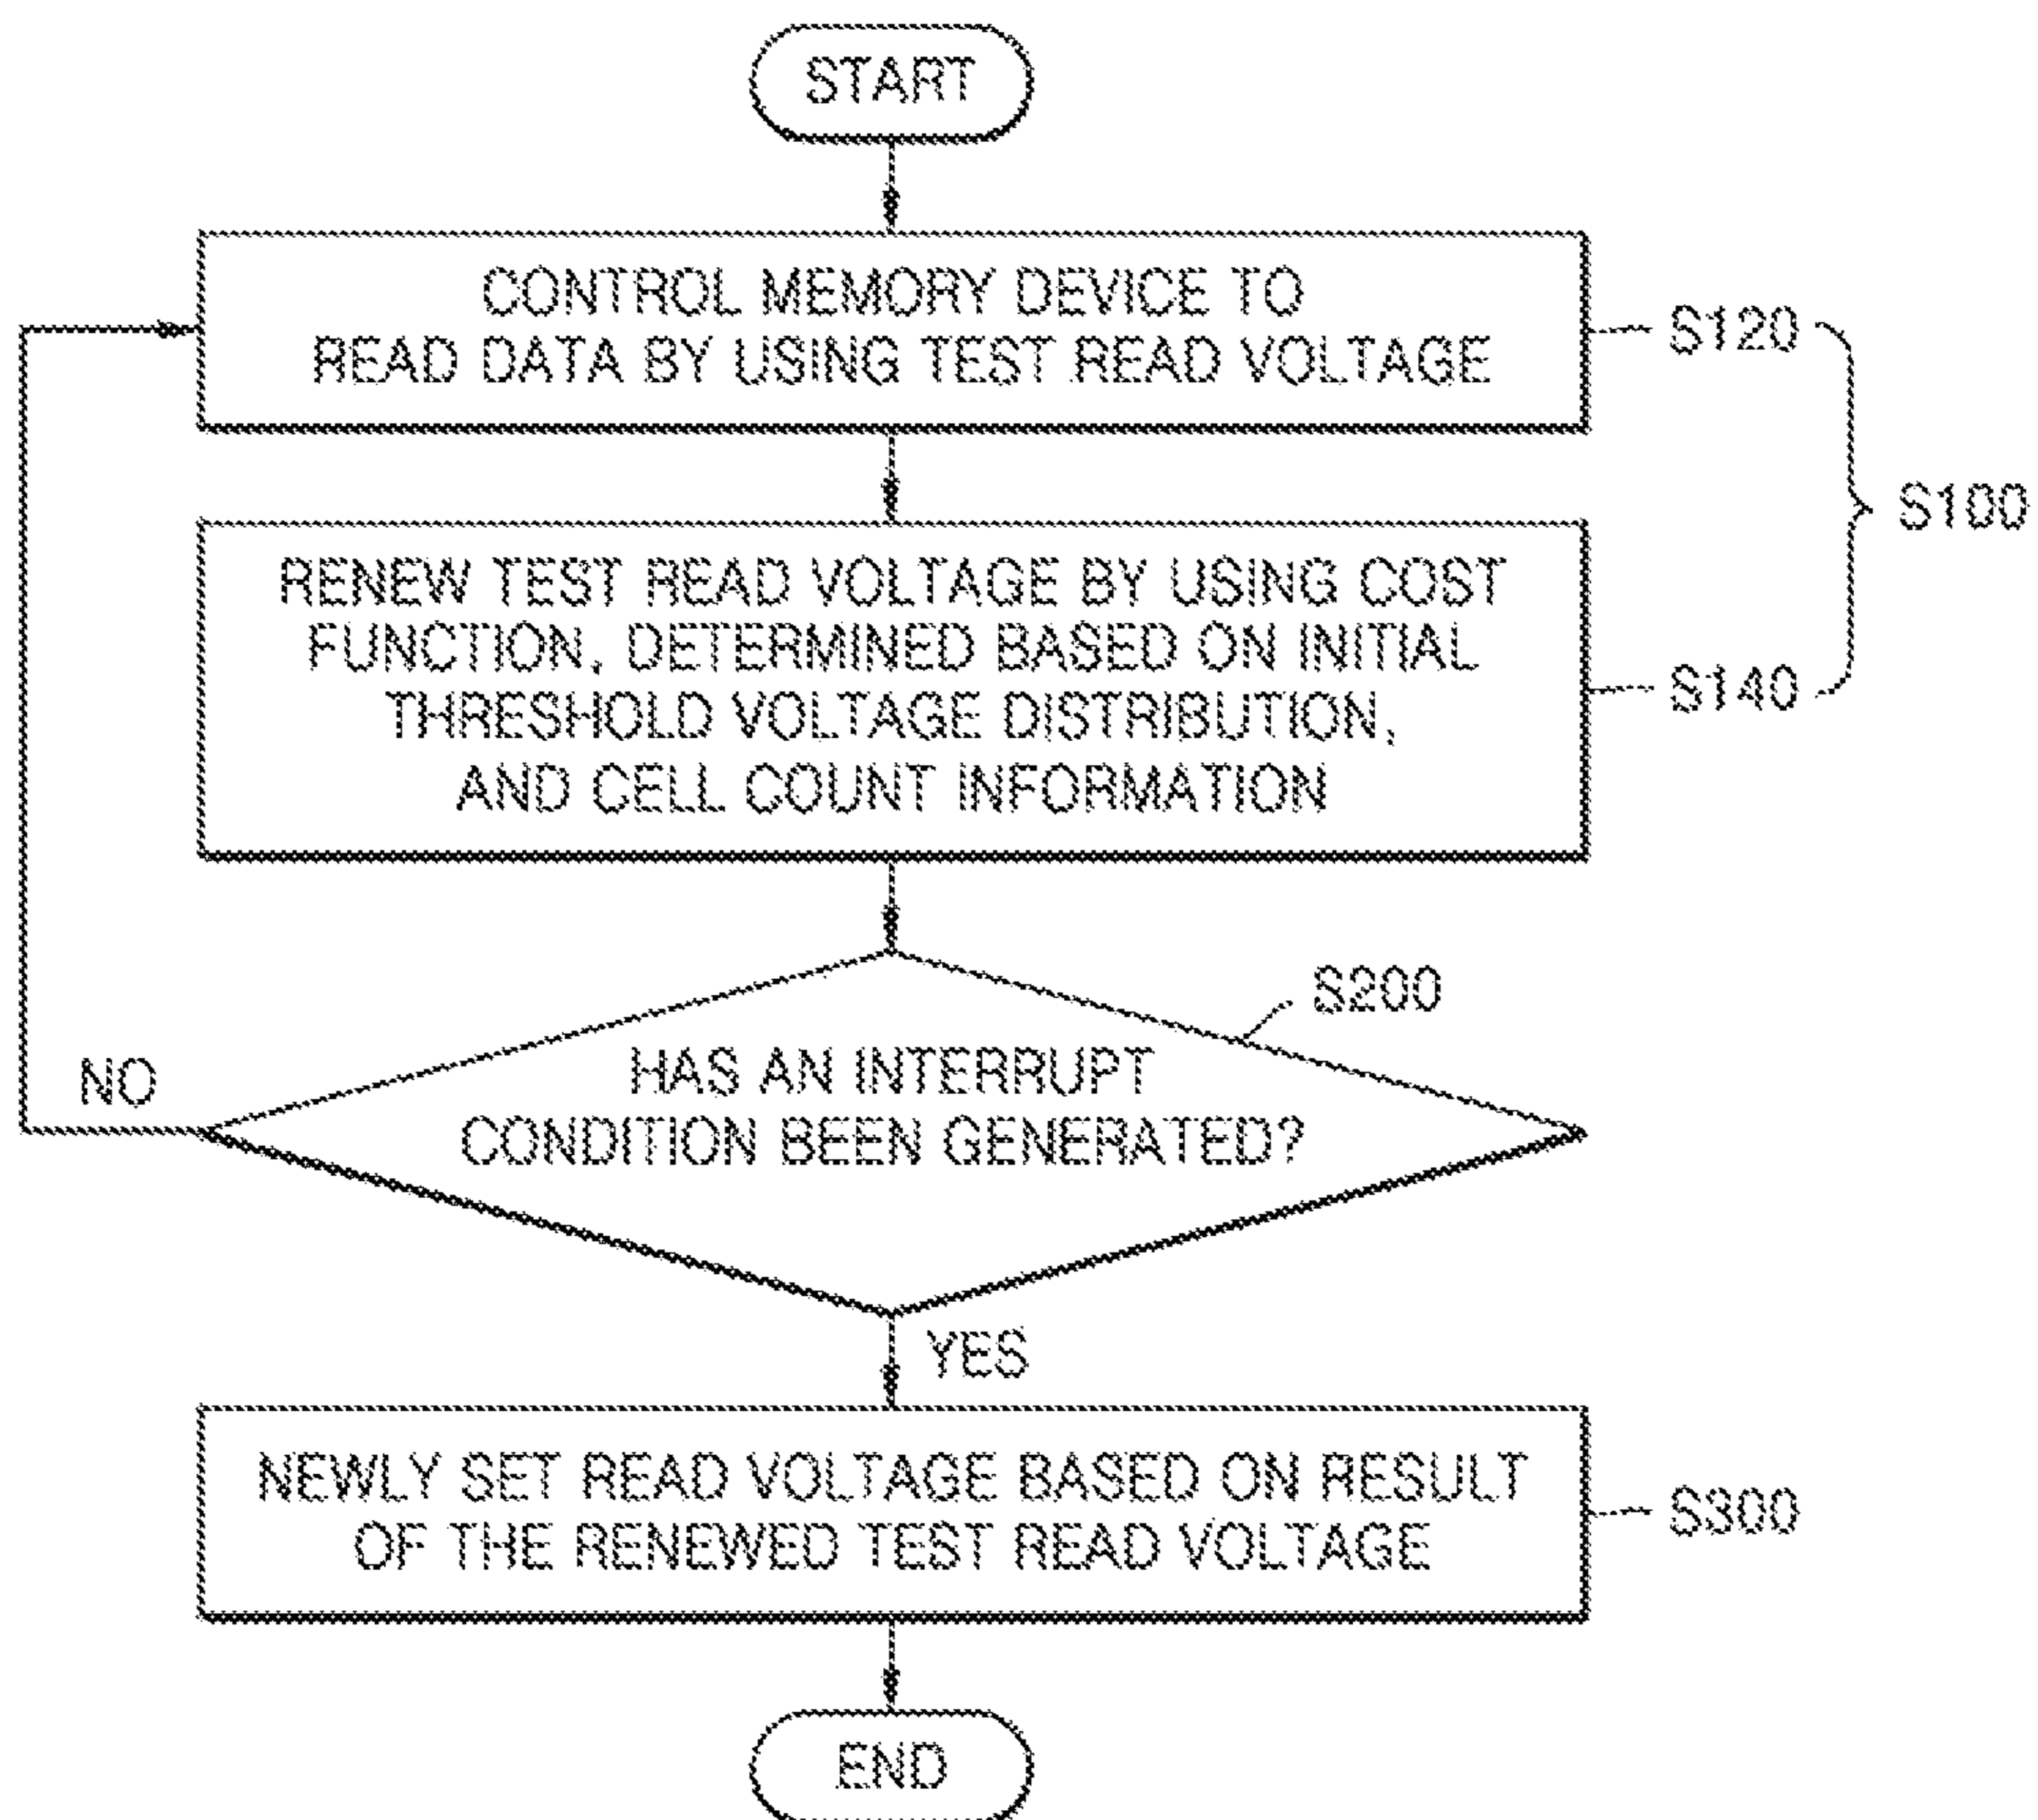 START
CONTROL MEMORY DEVICE TO
READ DATA BY USING TEST READ VOLTAGE
S120
S100
RENEW TEST READ VOLTAGE BY USING COST
FUNCTION, DETERMINED BASED ON INITIAL
THRESHOLD VOLTAGE DISTRIBUTION,
AND CELL COUNT INFORMATION
S140
S200
HAS AN INTERRUPT
CONDITION BEEN GENERATED?
NO
YES
NEWLY SET READ VOLTAGE BASED ON RESULT
OF THE RENEWED TEST READ VOLTAGE
S300
END